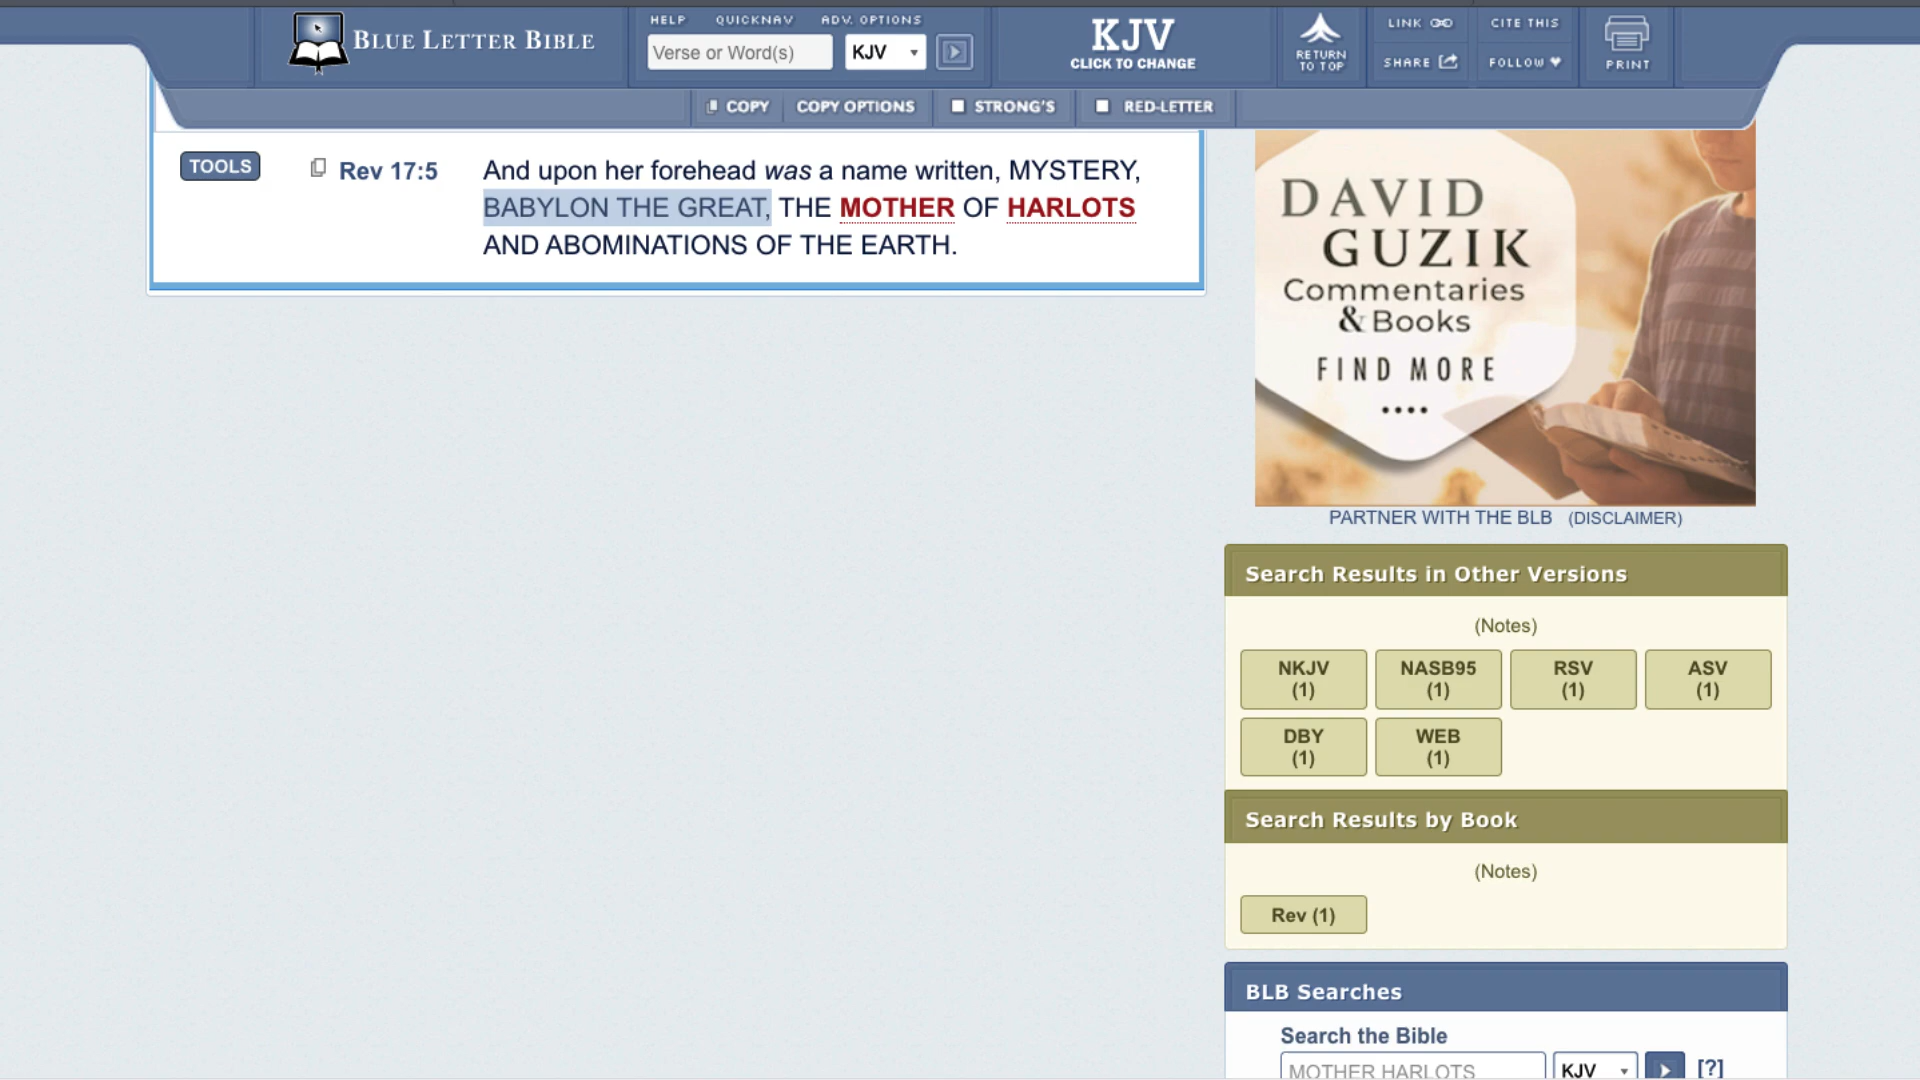 BLUE LETTER BIBLE
HELP QUICKNAV ADV. OPTIONS
Verse or Word(s) KJV
KJV
CLICK TO CHANGE
RETURN
TO TOP
LINK CITE THIS
SHARE FOLLOW
PRINT
COPY COPY OPTIONS STRONG'S RED-LETTER
TOOLS Rev 17:5 And upon her forehead was a name written, MYSTERY,
BABYLON THE GREAT, THE MOTHER OF HARLOTS
AND ABOMINATIONS OF THE EARTH.
DAVID
GUZIK
Commentaries
& Books
FIND MORE
PARTNER WITH THE BLB (DISCLAIMER)
Search Results in Other Versions
(Notes)
NKJV NASB95 RSV ASV
(1) (1) (1) (1)
DBY WEB
(1) (1)
Search Results by Book
(Notes)
Rev (1)
BLB Searches
Search the Bible
MOTHER HARLOTS KJV [?]